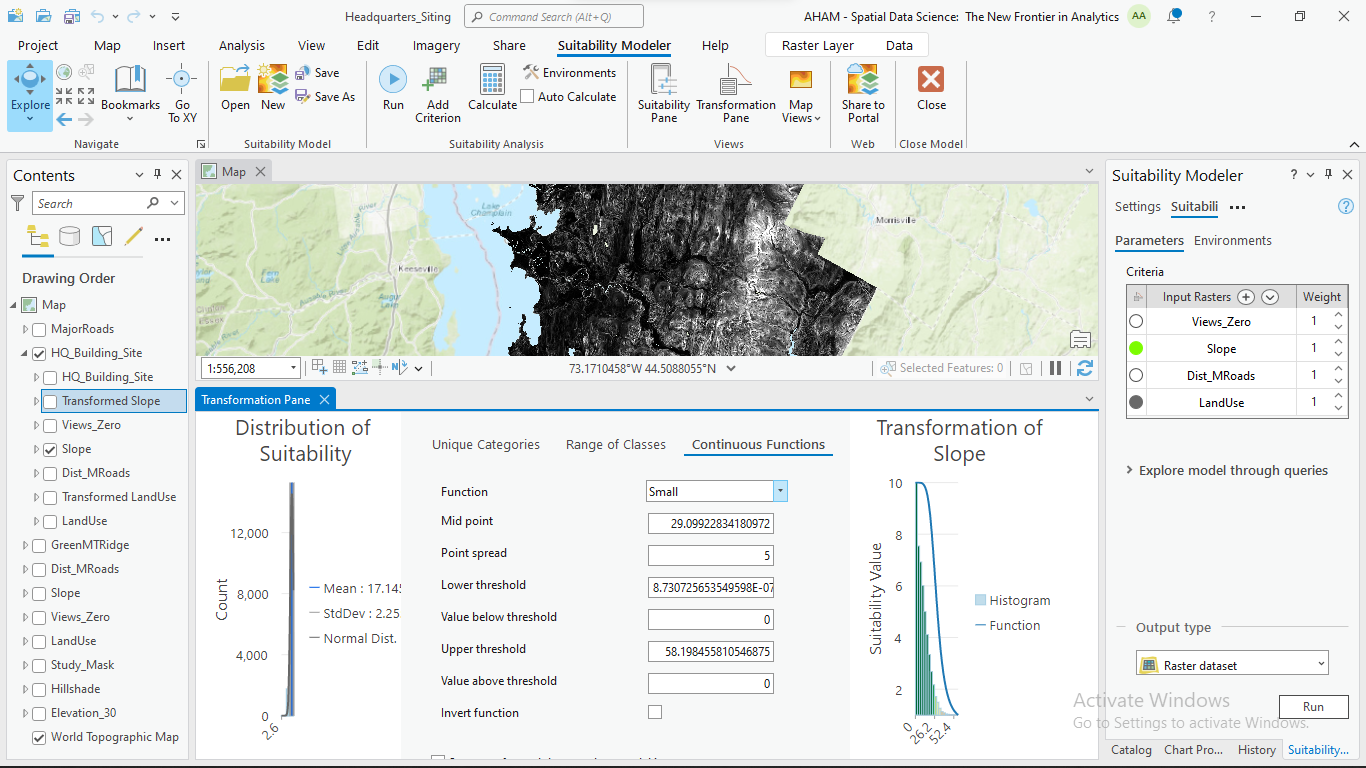 Headquarters_Siting
Command Search (Alt+Q)
AHAM - Spatial Data Science: The New Frontier in Analytics
AA
?
Project
Map
Insert
Analysis
View
Edit
Imagery
Share
Suitability Modeler
Help
Raster Layer
Data
Explore
Bookmarks
Go To XY
Navigate
Open
New
Save
Save As
Suitability Model
Run
Add Criterion
Calculate
Environments
Auto Calculate
Suitability Analysis
Suitability Pane
Transformation Pane
Map Views
Views
Share to Portal
Web
Close
Close Model
Contents
Search
Drawing Order
Map
MajorRoads
HQ_Building_Site
HQ_Building_Site
Transformed Slope
Views_Zero
Slope
Dist_MRoads
Transformed LandUse
LandUse
GreenMTRidge
Dist_MRoads
Slope
Views_Zero
LandUse
Study_Mask
Hillshade
Elevation_30
World Topographic Map
Map
Lake Champlain
Keeseville
Morrisville
1:556,208
73.1710458°W 44.5088055°N
Selected Features: 0
Transformation Pane
Distribution of
Suitability
Count
12,000
8,000
4,000
0
2.6
Mean : 17.145
StdDev : 2.25
Normal Dist.
Unique Categories
Range of Classes
Continuous Functions
Function
Small
Mid point
29.09922834180972
Point spread
5
Lower threshold
8.730725653549598E-07
Value below threshold
0
Upper threshold
58.198455810546875
Value above threshold
0
Invert function
Transformation of
Slope
Suitability Value
10
8
6
4
2
0
26.2
52.4
Histogram
Function
Suitability Modeler
?
Settings
Suitabili
?
Parameters
Environments
Criteria
Input Rasters
Weight
Views_Zero 1
Slope 1
Dist_MRoads 1
LandUse 1
Explore model through queries
Output type
Raster dataset
Run
Activate Windows
Go to Settings to activate Windows.
Catalog
Chart Pro...
History
Suitability...